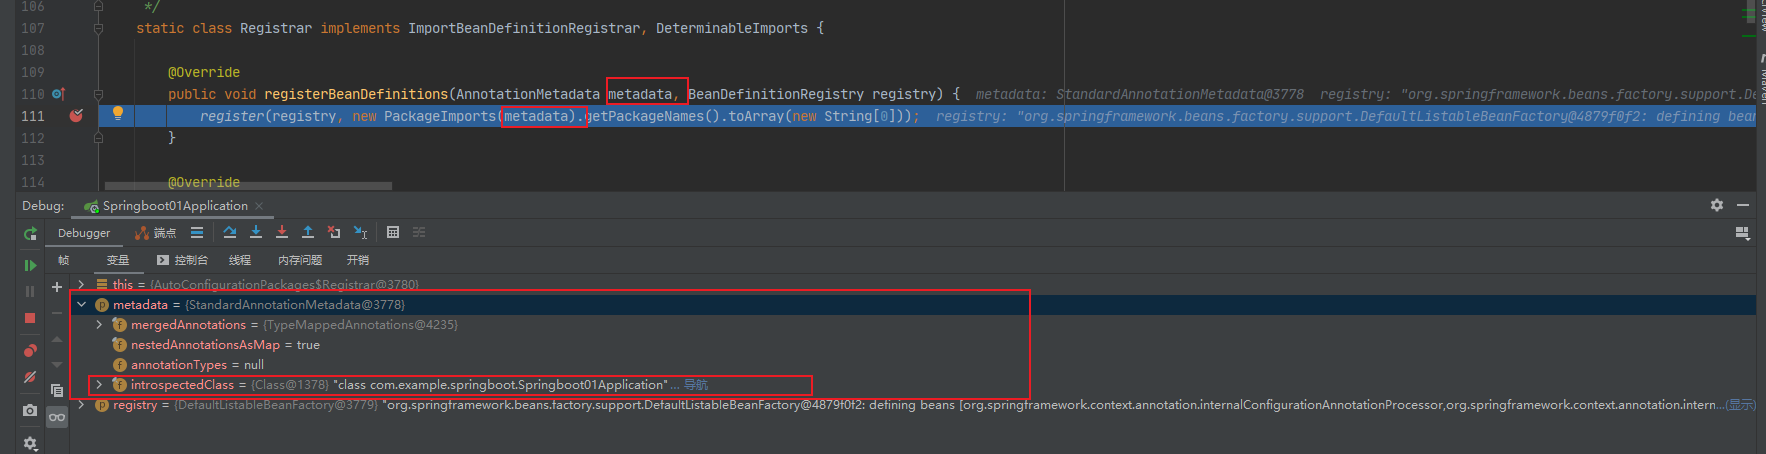 106 */
107 static class Registrar implements ImportBeanDefinitionRegistrar, DeterminableImports {
108
109 @Override
110 public void registerBeanDefinitions(AnnotationMetadata metadata, BeanDefinitionRegistry registry) { metadata: StandardAnnotationMetadata@3778 registry: "org.springframework.beans.factory.support.De
111 register(registry, new PackageImports(metadata).getPackageNames().toArray(new String[0])); registry: "org.springframework.beans.factory.support.DefaultListableBeanFactory@4879f0f2: defining bean
112 }
113
114 @Override
Debug: Springboot01Application
Debugger 端点
帧 变量 控制台 线程 内存问题 开销
this = {AutoConfigurationPackages$Registrar@3780}
metadata = {StandardAnnotationMetadata@3778}
mergedAnnotations = {TypeMappedAnnotations@4235}
nestedAnnotationsAsMap = true
annotationTypes = null
introspectedClass = {Class@1378} "class com.example.springboot.Springboot01Application"... 导航
registry = {DefaultListableBeanFactory@3779} "org.springframework.beans.factory.support.DefaultListableBeanFactory@4879f0f2: defining beans [org.springframework.context.annotation.internalConfigurationAnnotationProcessor,org.springframework.context.annotation.intern...(显示)